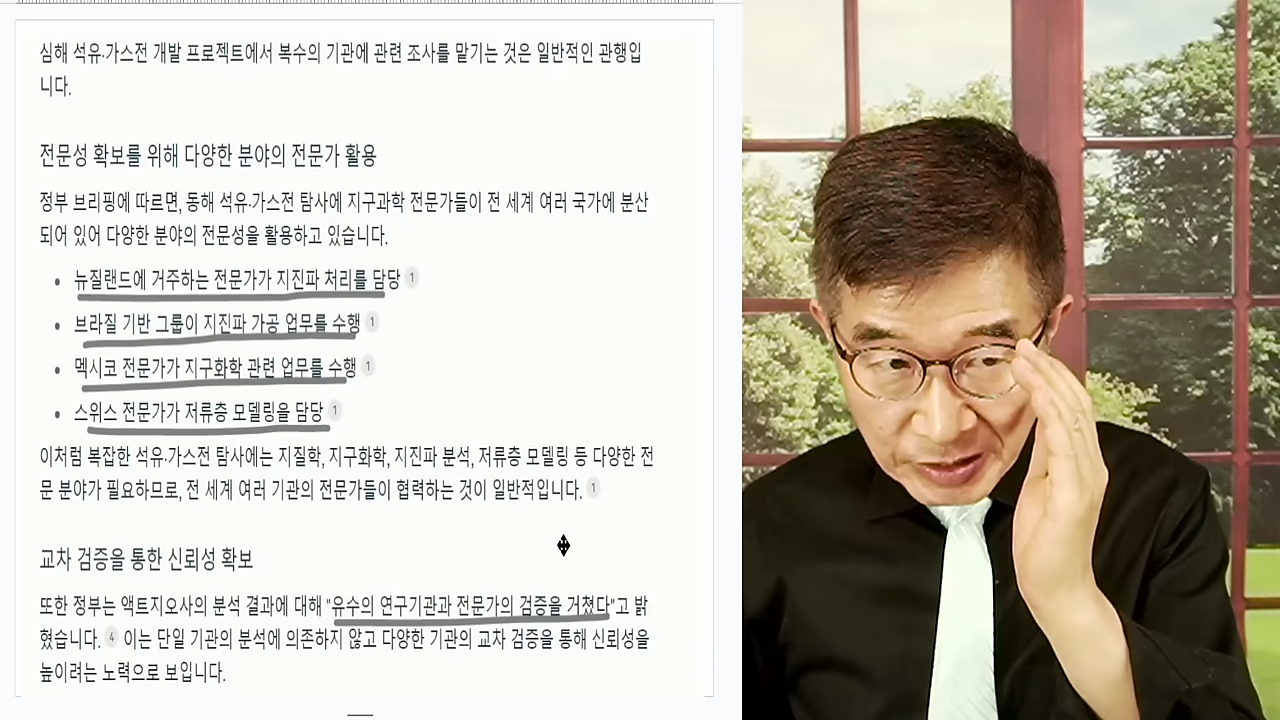 심해 석유·가스전 개발 프로젝트에서 복수의 기관에 관련 조사를 맡기는 것은 일반적인 관행입
니다.
전문성 확보를 위해 다양한 분야의 전문가 활용
정부 브리핑에 따르면, 동해 석유·가스전 탐사에 지구과학 전문가들이 전 세계 여러 국가에 분산
되어 있어 다양한 분야의 전문성을 활용하고 있습니다.
• 뉴질랜드에 거주하는 전문가가 지진파 처리를 담당 1
• 브라질 기반 그룹이 지진파 가공 업무를 수행 1
• 멕시코 전문가가 지구화학 관련 업무를 수행 1
• 스위스 전문가가 저류층 모델링을 담당 1
이처럼 복잡한 석유·가스전 탐사에는 지질학, 지구화학, 지진파 분석, 저류층 모델링 등 다양한 전
문 분야가 필요하므로, 전 세계 여러 기관의 전문가들이 협력하는 것이 일반적입니다. 1
교차 검증을 통한 신뢰성 확보
또한 정부는 액트지오사의 분석 결과에 대해 "유수의 연구기관과 전문가의 검증을 거쳤다"고 밝
혔습니다. 4 이는 단일 기관의 분석에 의존하지 않고 다양한 기관의 교차 검증을 통해 신뢰성을
높이려는 노력으로 보입니다.